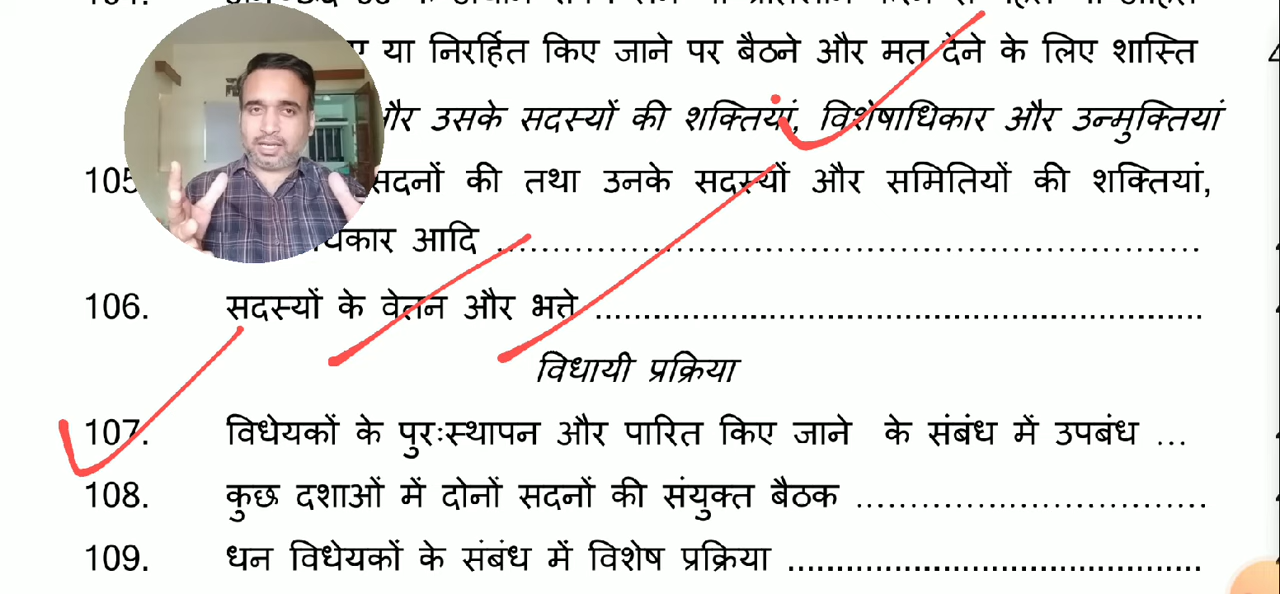 या निरर्हित किए जाने पर बैठने और मत देने के लिए शास्ति
और उसके सदस्यों की शक्तियां, विशेषाधिकार और उन्मुक्तियां
105 सदनों की तथा उनके सदस्यों और समितियों की शक्तियां,
आदि ........................................
106. सदस्यों के वेतन और भत्ते ........................................
विधायी प्रक्रिया
107. विधेयकों के पुरःस्थापन और पारित किए जाने के संबंध में उपबंध ...
108. कुछ दशाओं में दोनों सदनों की संयुक्त बैठक ........................
109. धन विधेयकों के संबंध में विशेष प्रक्रिया ........................